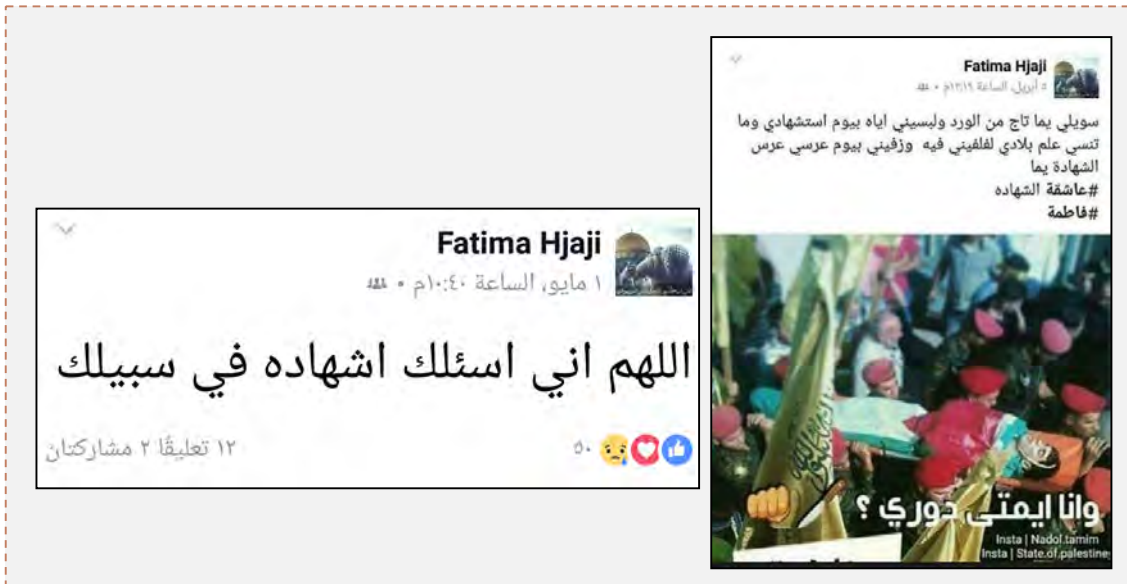 Fatima Hjaji
١ مايو، الساعة ١٠:٤٠م
اللهم اني اسئلك اشهاده في سبيلك
٥٠
١٢ تعليقًا ٢ مشاركتان
Fatima Hjaji
أبريل، الساعة
سويلي يما تاج من الورد ولبسيني اياه بيوم استشهادي وما
تنسي علم بلادي لفلفيني فيه وزفيني بيوم عرسي عرس
الشهادة يما
#عاشقة الشهاده
#فاطمة
وانا ايمتى دوري ؟
Insta | Nadol.tamim
Insta | State.of.palestine